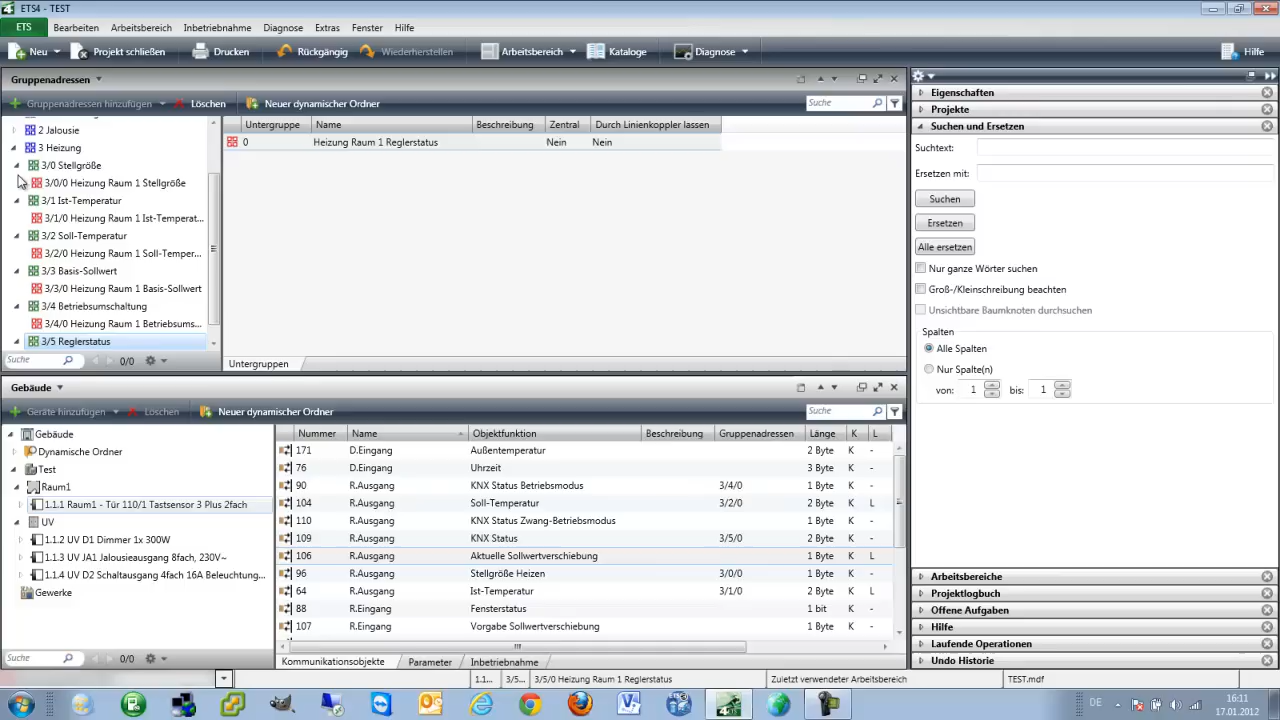 ETS4 - TEST
ETS Bearbeiten Arbeitsbereich Inbetriebnahme Diagnose Extras Fenster Hilfe
Neu Projekt schließen Drucken Rückgängig Wiederherstellen Arbeitsbereich Kataloge Diagnose Hilfe
Gruppenadressen
Gruppenadressen hinzufügen Löschen Neuer dynamischer Ordner Suche
2 Jalousie
3 Heizung
3/0 Stellgröße
3/0/0 Heizung Raum 1 Stellgröße
3/1 Ist-Temperatur
3/1/0 Heizung Raum 1 Ist-Temperat...
3/2 Soll-Temperatur
3/2/0 Heizung Raum 1 Soll-Temper...
3/3 Basis-Sollwert
3/3/0 Heizung Raum 1 Basis-Sollwert
3/4 Betriebsumschaltung
3/4/0 Heizung Raum 1 Betriebsums...
3/5 Reglerstatus
Suche 0/0
Untergruppe Name Beschreibung Zentral Durch Linienkoppler lassen
0 Heizung Raum 1 Reglerstatus Nein Nein
Untergruppen
Gebäude
Geräte hinzufügen Löschen Neuer dynamischer Ordner Suche
Gebäude
Dynamische Ordner
Test
Raum1
1.1.1 Raum1 - Tür 110/1 Tastsensor 3 Plus 2fach
UV
1.1.2 UV D1 Dimmer 1x 300W
1.1.3 UV JA1 Jalousieausgang 8fach, 230V~
1.1.4 UV D2 Schaltausgang 4fach 16A Beleuchtung...
Gewerke
Suche 0/0
Nummer Name Objektfunktion Beschreibung Gruppenadressen Länge K L
171 D.Eingang Außentemperatur 2 Byte K -
76 D.Eingang Uhrzeit 3 Byte K -
90 R.Ausgang KNX Status Betriebsmodus 3/4/0 1 Byte K -
104 R.Ausgang Soll-Temperatur 3/2/0 2 Byte K L
110 R.Ausgang KNX Status Zwang-Betriebsmodus 1 Byte K -
109 R.Ausgang KNX Status 3/5/0 2 Byte K -
106 R.Ausgang Aktuelle Sollwertverschiebung 1 Byte K L
96 R.Ausgang Stellgröße Heizen 3/0/0 1 Byte K -
64 R.Ausgang Ist-Temperatur 3/1/0 2 Byte K L
88 R.Eingang Fensterstatus 1 bit K -
107 R.Eingang Vorgabe Sollwertverschiebung 1 Byte K -
Kommunikationsobjekte Parameter Inbetriebnahme
Eigenschaften
Projekte
Suchen und Ersetzen
Suchtext:
Ersetzen mit:
Suchen
Ersetzen
Alle ersetzen
Nur ganze Wörter suchen
Groß-/Kleinschreibung beachten
Unsichtbare Baumknoten durchsuchen
Spalten
Alle Spalten
Nur Spalte(n)
von: 1 bis: 1
Arbeitsbereiche
Projektlogbuch
Offene Aufgaben
Hilfe
Laufende Operationen
Undo Historie
1.1... 3/5... 3/5/0 Heizung Raum 1 Reglerstatus Zuletzt verwendeter Arbeitsbereich TEST.mdf
DE 16:11
17.01.2012